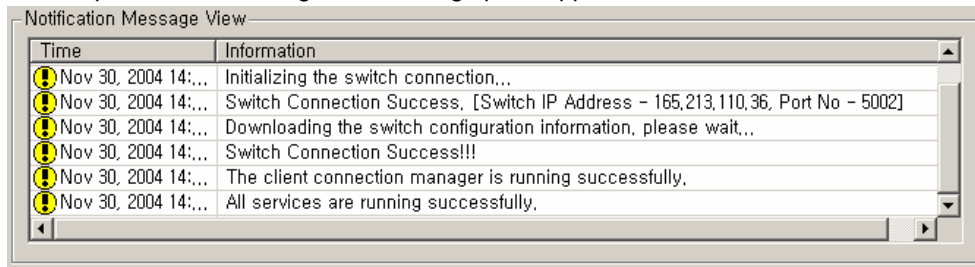 Notification Message View
Time Information
Nov 30, 2004 14:... Initializing the switch connection...
Nov 30, 2004 14:... Switch Connection Success, [Switch IP Address - 165,213,110,36, Port No - 5002]
Nov 30, 2004 14:... Downloading the switch configuration information, please wait...
Nov 30, 2004 14:... Switch Connection Success!!!
Nov 30, 2004 14:... The client connection manager is running successfully.
Nov 30, 2004 14:... All services are running successfully.